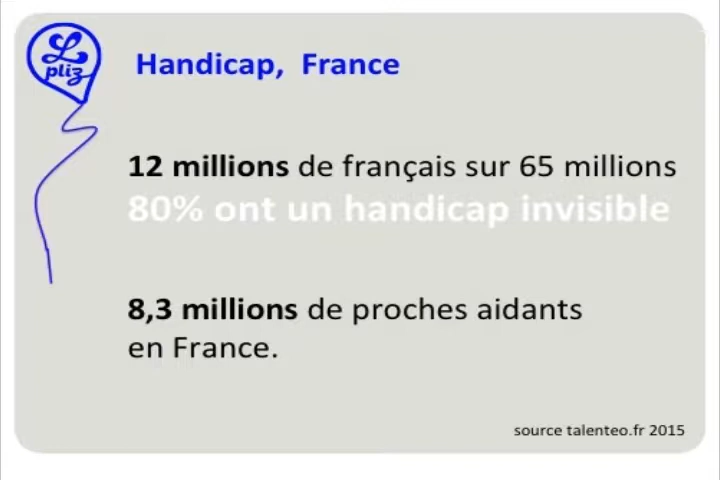 L
pliz
Handicap, France
12 millions de français sur 65 millions
80% ont un handicap invisible
8,3 millions de proches aidants
en France.
source talenteo.fr 2015